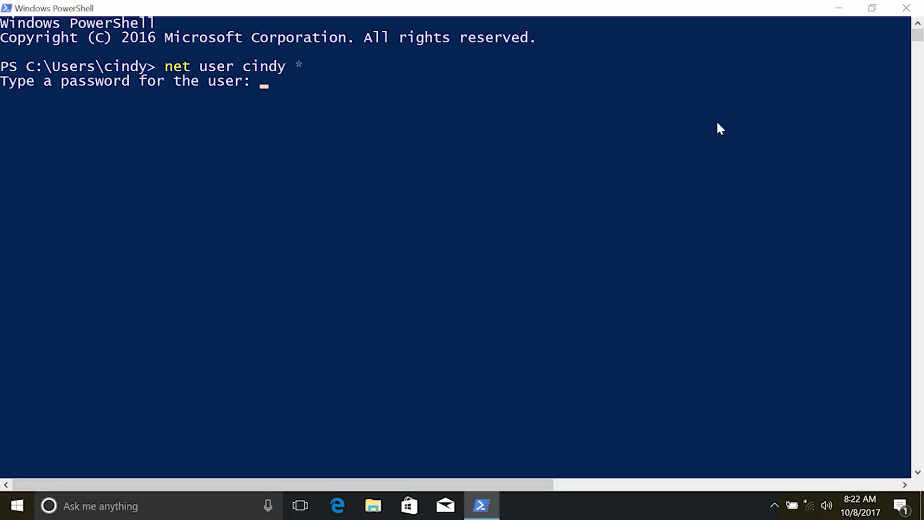 Windows PowerShell
Windows PowerShell
Copyright (C) 2016 Microsoft Corporation. All rights reserved.
PS C:\Users\cindy> net user cindy *
Type a password for the user:
Ask me anything
8:22 AM
10/8/2017
1